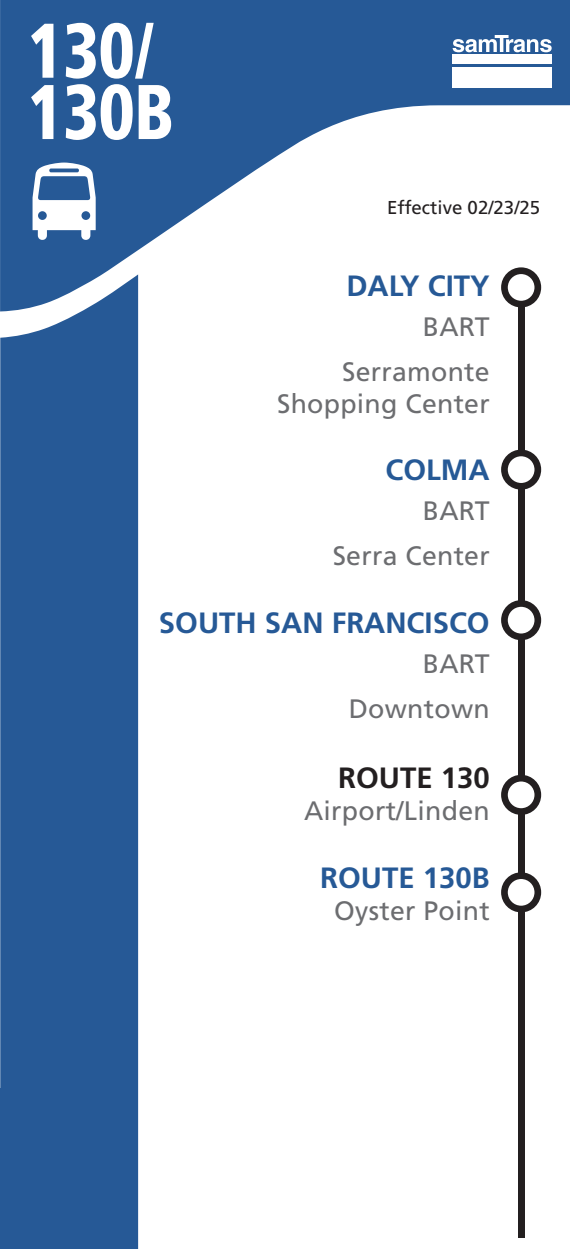 130/
130B
samTrans
Effective 02/23/25
DALY CITY
BART
Serramonte
Shopping Center
COLMA
BART
Serra Center
SOUTH SAN FRANCISCO
BART
Downtown
ROUTE 130
Airport/Linden
ROUTE 130B
Oyster Point